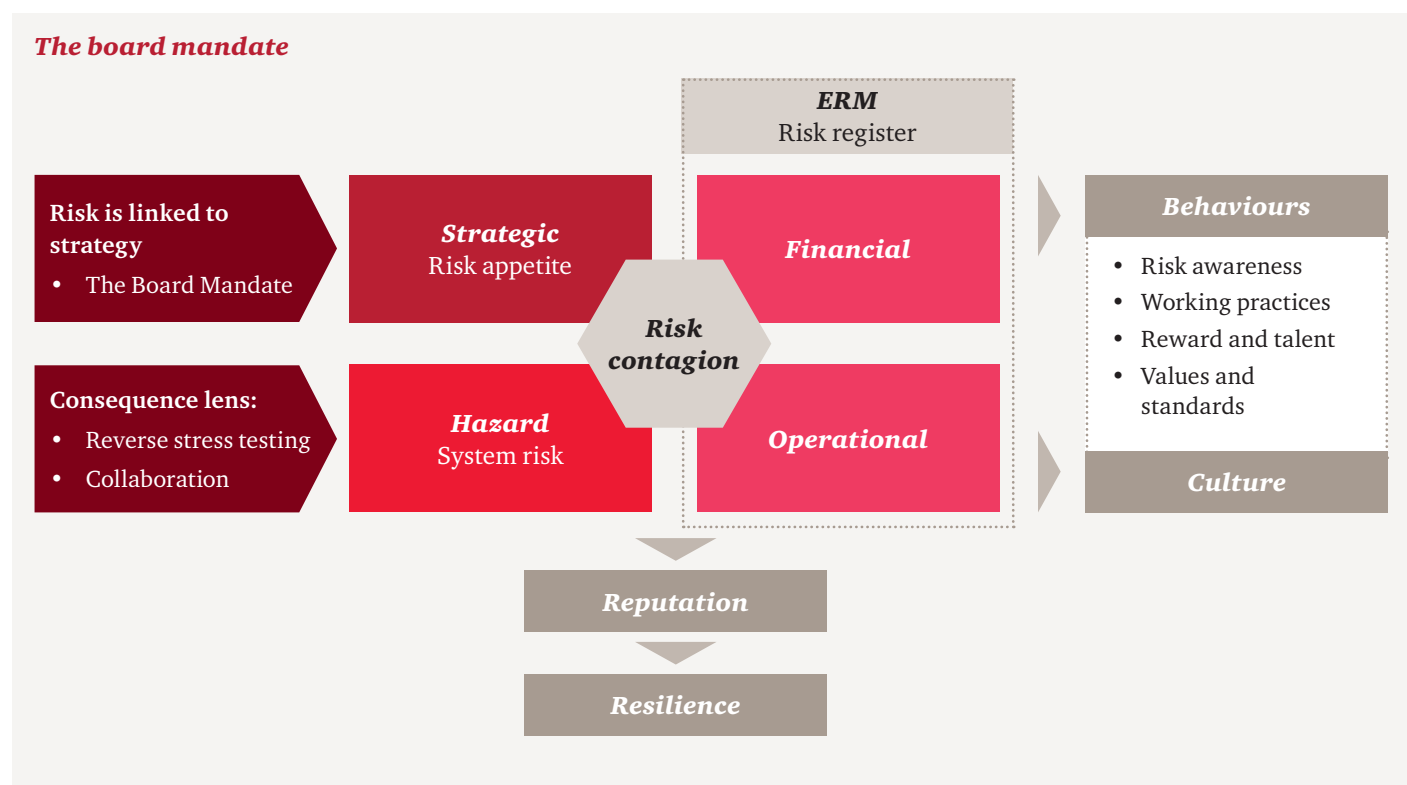 The board mandate
ERM
Risk register
Risk is linked to
strategy
• The Board Mandate
Strategic
Risk appetite
Financial
Behaviours
• Risk awareness
• Working practices
• Reward and talent
• Values and
standards
Culture
Risk
contagion
Consequence lens:
• Reverse stress testing
• Collaboration
Hazard
System risk
Operational
Reputation
Resilience